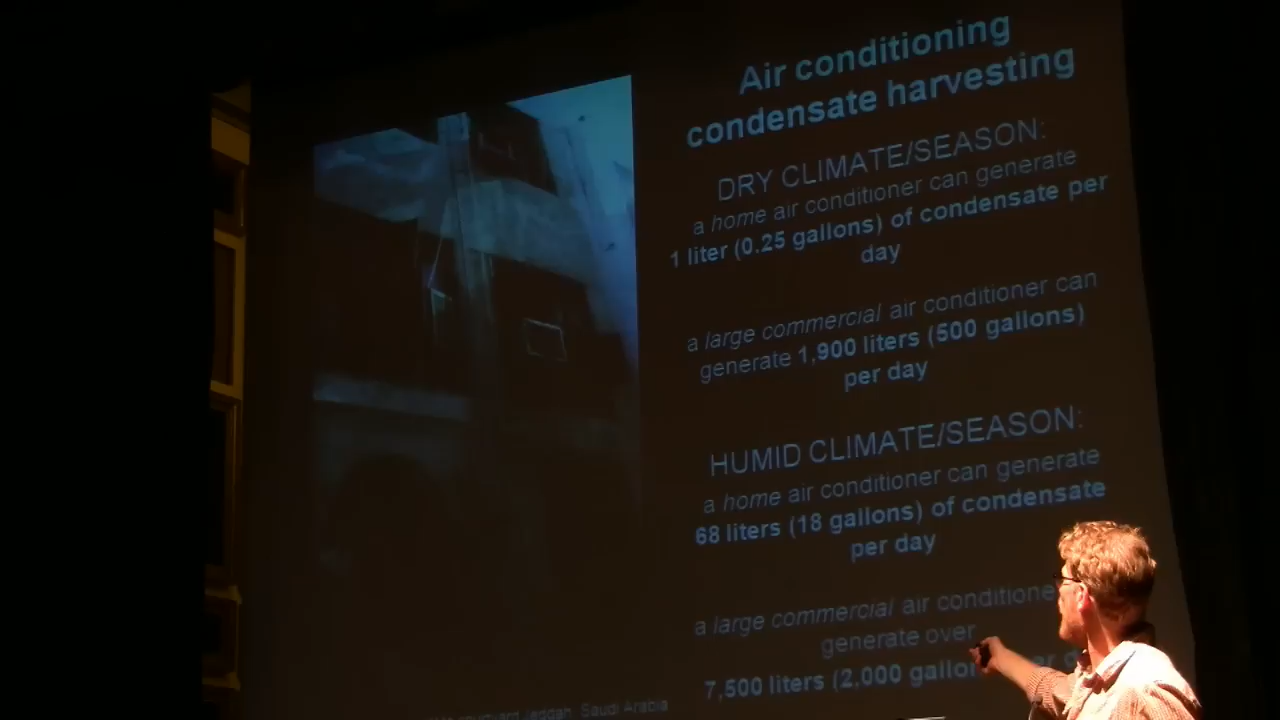 Air conditioning
condensate harvesting
DRY CLIMATE/SEASON:
a home air conditioner can generate
1 liter (0.25 gallons) of condensate per
day
a large commercial air conditioner can
generate 1,900 liters (500 gallons)
per day
HUMID CLIMATE/SEASON:
a home air conditioner can generate
68 liters (18 gallons) of condensate
per day
a large commercial air conditione
generate over
7,500 liters (2,000 gallon
Jeddah, Saudi Arabia